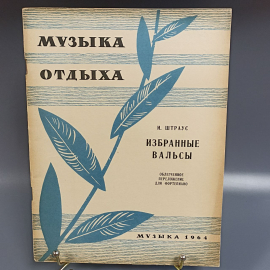 МУЗЫКА
ОТДЫХА
И. ШТРАУС
ИЗБРАННЫЕ
ВАЛЬСЫ
ОБЛЕГЧЕННОЕ
ПЕРЕЛОЖЕНИЕ
ДЛЯ ФОРТЕПИАНО
МУЗЫКА 1964